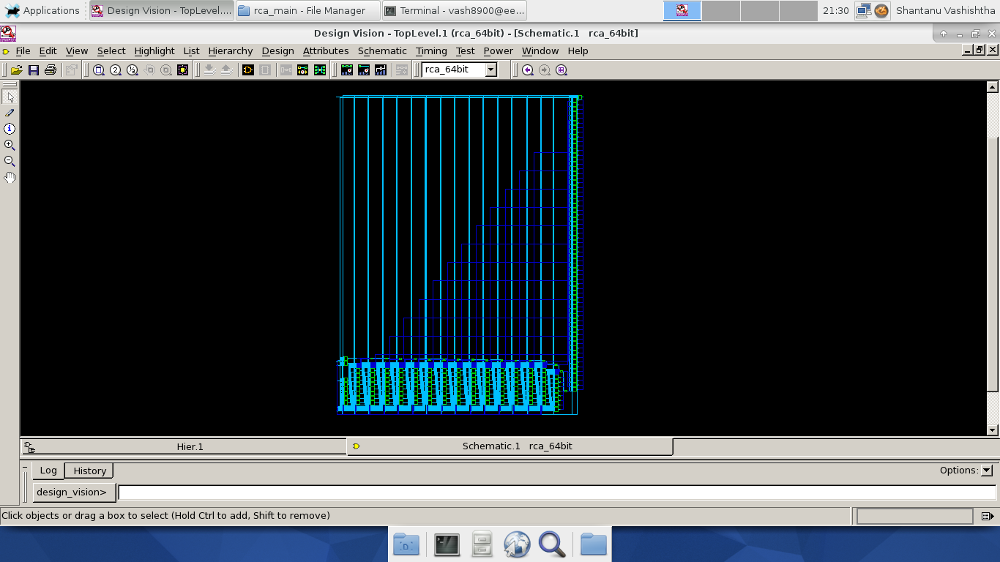 Applications
Design Vision - TopLevel....
rca_main - File Manager
Terminal - vash8900@ee...
21:30
Shantanu Vashishtha
Design Vision - TopLevel.1 (rca_64bit) - [Schematic.1 rca_64bit]
File Edit View Select Highlight List Hierarchy Design Attributes Schematic Timing Test Power Window Help
rca_64bit
Hier.1
Schematic.1 rca_64bit
Log History
Options:
design_vision>
Click objects or drag a box to select (Hold Ctrl to add, Shift to remove)